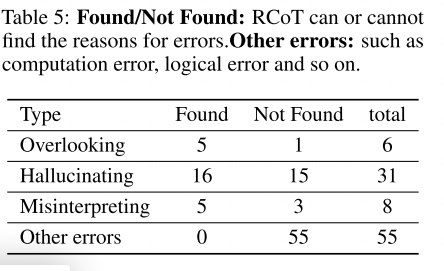 Table 5: Found/Not Found: RCoT can or cannot
find the reasons for errors.Other errors: such as
computation error, logical error and so on.
Type Found Not Found total
Overlooking 5 1 6
Hallucinating 16 15 31
Misinterpreting 5 3 8
Other errors 0 55 55